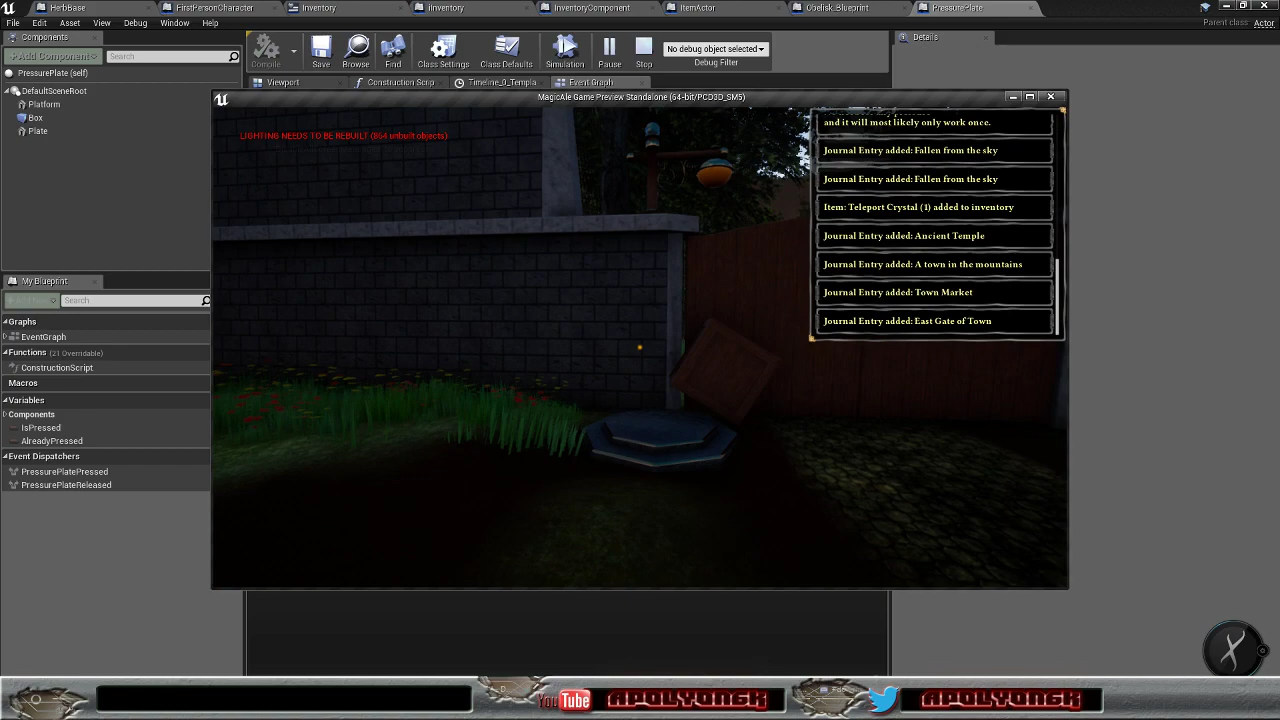 HerbBase
FirstPersonCharacter
Inventory
iInventory
InventoryComponent
ItemActor
Obelisk_Blueprint
PressurePlate
File Edit Asset View Debug Window Help
Parent class: Actor
Components
Details
+Add Component
Search
Compile
Save
Browse
Find
Class Settings
Class Defaults
Simulation
Pause
Stop
No debug object selected
Debug Filter
PressurePlate (self)
Viewport
Construction Scrip
Timeline_0_Templa
Event Graph
DefaultSceneRoot
Platform
Box
Plate
MagicAle Game Preview Standalone (64-bit/PCD3D_SM5)
LIGHTING NEEDS TO BE REBUILT (864 unbuilt objects)
and it will most likely only work once.
Journal Entry added: Fallen from the sky
Journal Entry added: Fallen from the sky
Item: Teleport Crystal (1) added to inventory
Journal Entry added: Ancient Temple
Journal Entry added: A town in the mountains
Journal Entry added: Town Market
Journal Entry added: East Gate of Town
My Blueprint
Search
Graphs
EventGraph
Functions (21 Overridable)
ConstructionScript
Macros
Variables
Components
IsPressed
AlreadyPressed
Event Dispatchers
PressurePlatePressed
PressurePlateReleased
YouTube
APOLYONGK
APOLYONGK